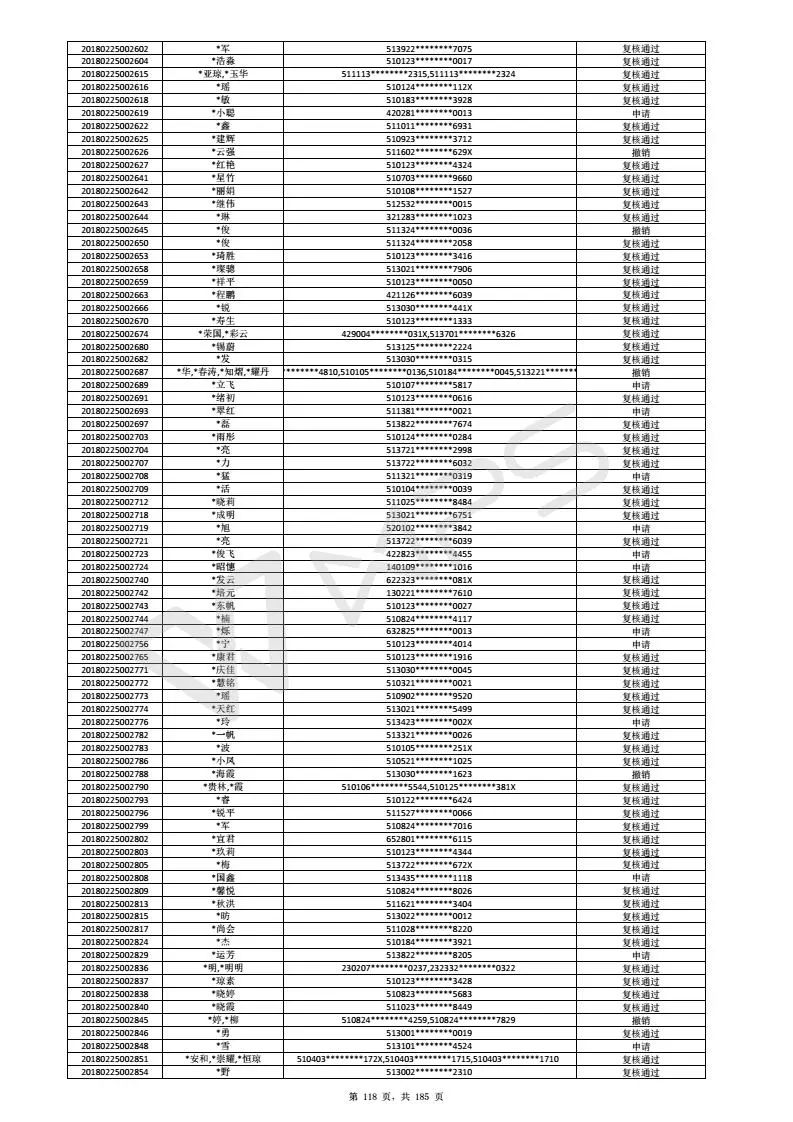 20180225002602 *军 513922********7075 复核通过
20180225002604 *浩淼 510123********0017 复核通过
20180225002615 *亚琼,*玉华 511113********2315,511113********2324 复核通过
20180225002616 *瑶 510124********112X 复核通过
20180225002618 *敏 510183********3928 复核通过
20180225002619 *小聪 420281********0013 申请
20180225002622 *鑫 511011********6931 复核通过
20180225002625 *建辉 510923********3712 复核通过
20180225002626 *云强 511602********629X 撤销
20180225002627 *红艳 510123********4324 复核通过
20180225002641 *星竹 510703********9660 复核通过
20180225002642 *丽娟 510108********1527 复核通过
20180225002643 *继伟 512532********0015 复核通过
20180225002644 *琳 321283********1023 复核通过
20180225002645 *俊 511324********0036 撤销
20180225002650 *俊 511324********2058 复核通过
20180225002653 *琦胜 510123********3416 复核通过
20180225002658 *璨骢 513021********7906 复核通过
20180225002659 *祥平 510123********0050 复核通过
20180225002663 *程鹏 421126********6039 复核通过
20180225002666 *锐 513030********441X 复核通过
20180225002670 *寿生 510123********1333 复核通过
20180225002674 *荣国,*彩云 429004********031X,513701********6326 复核通过
20180225002680 *锡蔚 513125********2224 复核通过
20180225002682 *发 513030********0315 复核通过
20180225002687 *华,*春涛,*知熠,*耀丹 ********4810,510105********0136,510184********0045,513221******* 撤销
20180225002689 *立飞 510107********5817 申请
20180225002691 *绪初 510123********0616 复核通过
20180225002693 *翠红 511381********0021 申请
20180225002697 *磊 513822********7674 复核通过
20180225002703 *雨彤 510124********0284 复核通过
20180225002704 *亮 513721********2998 复核通过
20180225002707 *力 513722********6032 复核通过
20180225002708 *猛 511321********0319 申请
20180225002709 *活 510104********0039 复核通过
20180225002712 *晓莉 511025********8484 复核通过
20180225002718 *成明 513021********6751 复核通过
20180225002719 *旭 520102********3842 申请
20180225002721 *亮 513722********6039 复核通过
20180225002723 *俊飞 422823********4455 申请
20180225002724 *昭憓 140109********1016 申请
20180225002740 *发云 622323********081X 复核通过
20180225002742 *培元 130221********7610 复核通过
20180225002743 *东帆 510123********0027 复核通过
20180225002744 *楠 510824********4117 复核通过
20180225002747 *烁 632825********0013 申请
20180225002756 *宁 510123********4014 申请
20180225002765 *康君 510123********1916 复核通过
20180225002771 *庆佳 513030********0045 复核通过
20180225002772 *慧铭 510321********0021 复核通过
20180225002773 *瑶 510902********9520 复核通过
20180225002774 *天红 513021********5499 复核通过
20180225002776 *玲 513423********002X 申请
20180225002782 *一帆 513321********0026 复核通过
20180225002783 *波 510105********251X 复核通过
20180225002786 *小凤 510521********1025 复核通过
20180225002788 *海霞 513030********1623 撤销
20180225002790 *贵林,*霞 510106********5544,510125********381X 复核通过
20180225002793 *睿 510122********6424 复核通过
20180225002796 *锐平 511527********0066 复核通过
20180225002799 *军 510824********7016 复核通过
20180225002802 *宜君 652801********6115 复核通过
20180225002803 *玖莉 510123********4344 复核通过
20180225002805 *梅 513722********672X 复核通过
20180225002808 *国鑫 513435********1118 申请
20180225002809 *馨悦 510824********8026 复核通过
20180225002813 *秋洪 511621********3404 复核通过
20180225002815 *昉 513022********0012 复核通过
20180225002817 *尚会 511028********8220 复核通过
20180225002824 *杰 510184********3921 复核通过
20180225002829 *运芳 513822********8205 申请
20180225002836 *明,*明明 230207********0237,232332********0322 复核通过
20180225002837 *琼素 510123********3428 复核通过
20180225002838 *晓婷 510823********5683 复核通过
20180225002840 *晓霞 511023********8449 复核通过
20180225002845 *婷,*柳 510824********4259,510824********7829 撤销
20180225002846 *勇 513001********0019 复核通过
20180225002848 *雪 513101********4524 申请
20180225002851 *安和,*崇耀,*恒琼 510403********172X,510403********1715,510403********1710 复核通过
20180225002854 *野 513002********2310 复核通过
第 118 页，共 185 页